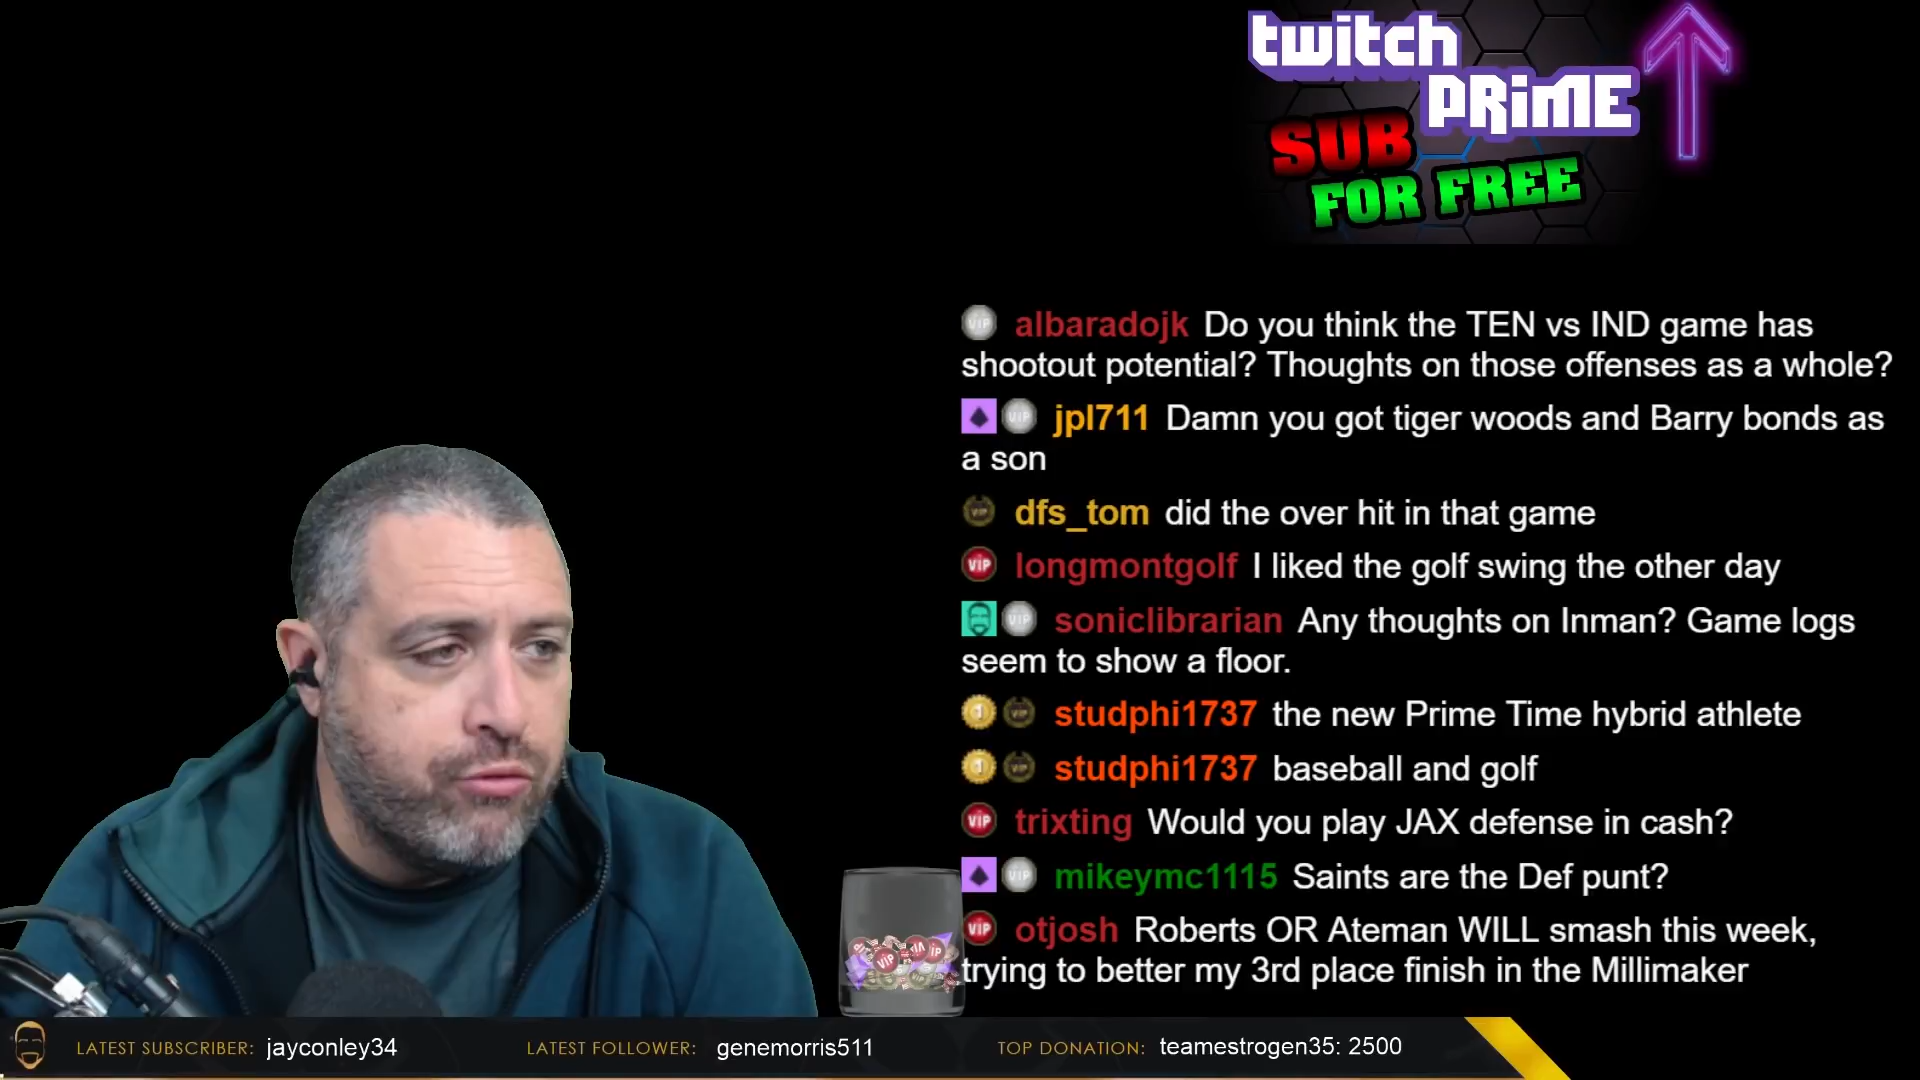 twitch
PRiME
SUB
FOR FREE
albaradojk Do you think the TEN vs IND game has
shootout potential? Thoughts on those offenses as a whole?
jpl711 Damn you got tiger woods and Barry bonds as
a son
dfs_tom did the over hit in that game
longmontgolf I liked the golf swing the other day
soniclibrarian Any thoughts on Inman? Game logs
seem to show a floor.
studphi1737 the new Prime Time hybrid athlete
studphi1737 baseball and golf
trixting Would you play JAX defense in cash?
mikeymc1115 Saints are the Def punt?
otjosh Roberts OR Ateman WILL smash this week,
trying to better my 3rd place finish in the Millimaker
LATEST SUBSCRIBER: jayconley34 LATEST FOLLOWER: genemorris511 TOP DONATION: teamestrogen35: 2500